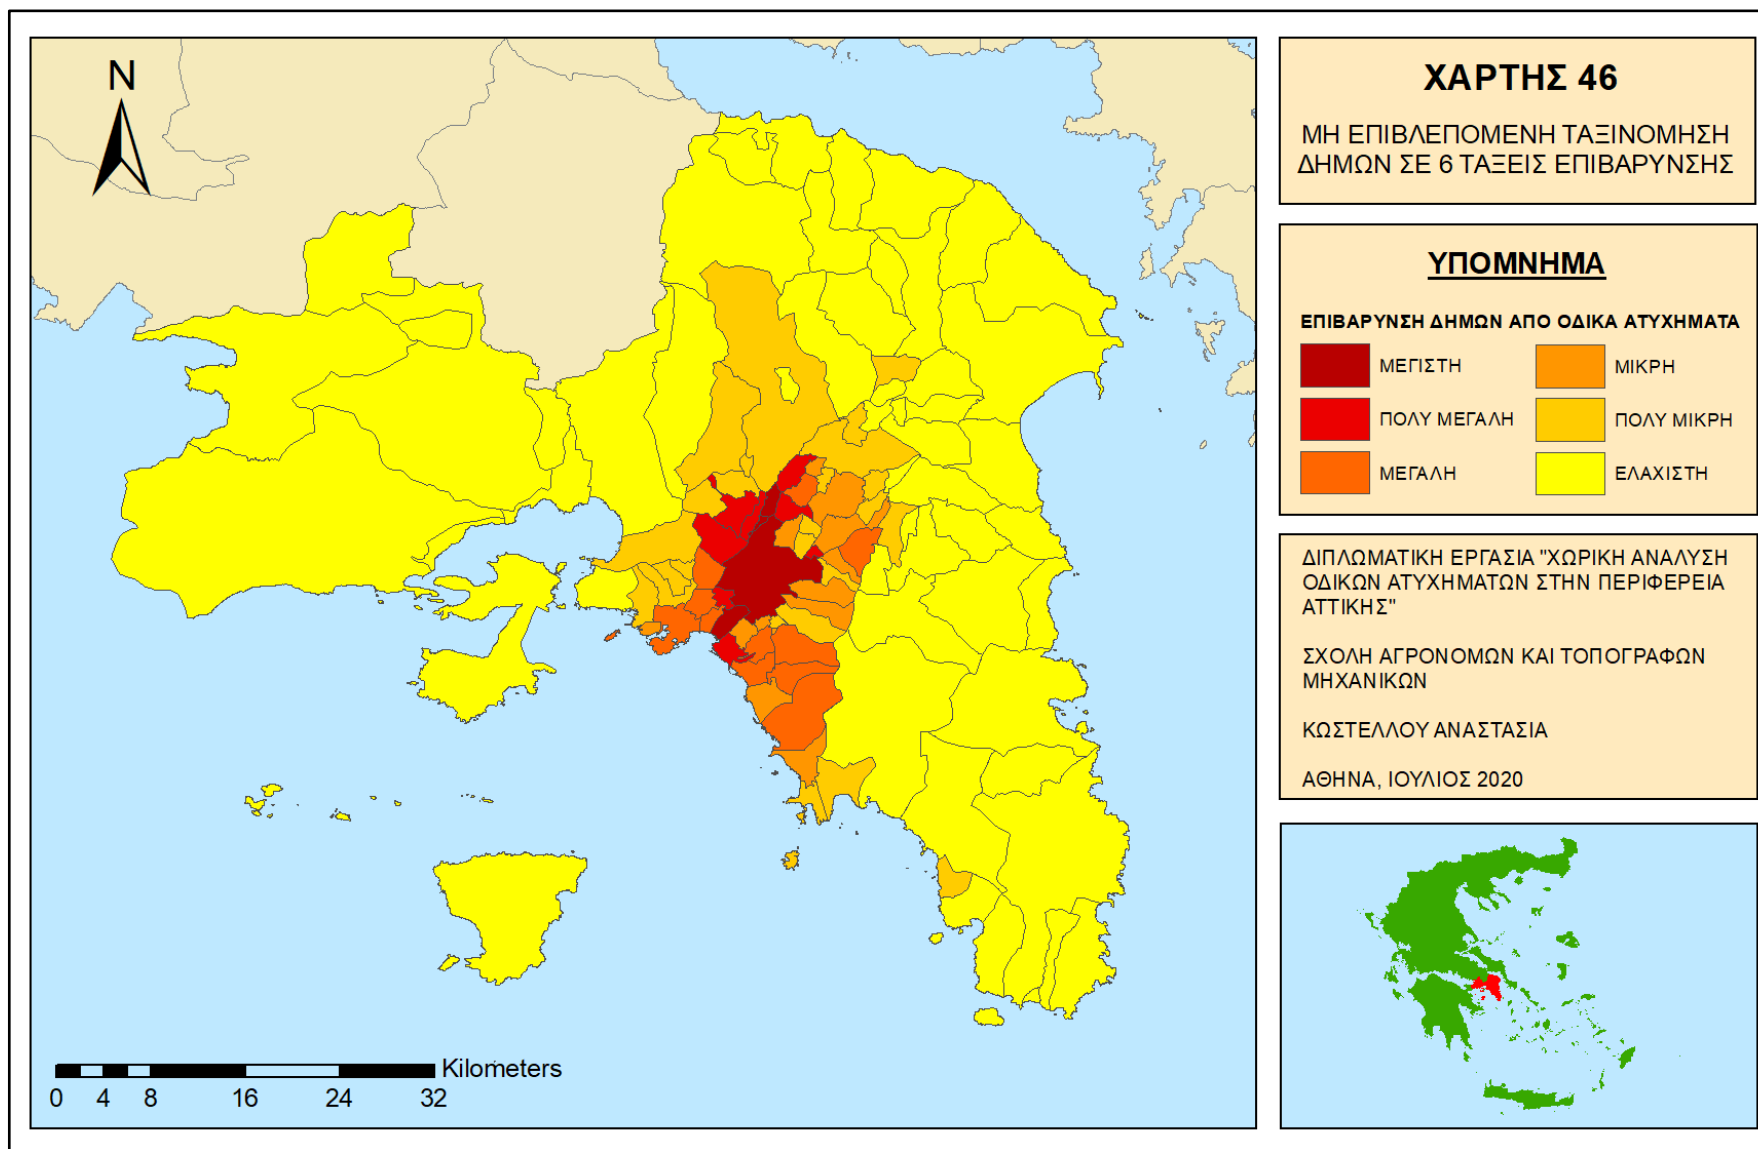 N
ΧΑΡΤΗΣ 46
ΜΗ ΕΠΙΒΛΕΠΟΜΕΝΗ ΤΑΞΙΝΟΜΗΣΗ
ΔΗΜΩΝ ΣΕ 6 ΤΑΞΕΙΣ ΕΠΙΒΑΡΥΝΣΗΣ
ΥΠΟΜΝΗΜΑ
ΕΠΙΒΑΡΥΝΣΗ ΔΗΜΩΝ ΑΠΟ ΟΔΙΚΑ ΑΤΥΧΗΜΑΤΑ
ΜΕΓΙΣΤΗ
ΜΙΚΡΗ
ΠΟΛΥ ΜΕΓΑΛΗ
ΠΟΛΥ ΜΙΚΡΗ
ΜΕΓΑΛΗ
ΕΛΑΧΙΣΤΗ
ΔΙΠΛΩΜΑΤΙΚΗ ΕΡΓΑΣΙΑ "ΧΩΡΙΚΗ ΑΝΑΛΥΣΗ
ΟΔΙΚΩΝ ΑΤΥΧΗΜΑΤΩΝ ΣΤΗΝ ΠΕΡΙΦΕΡΕΙΑ
ΑΤΤΙΚΗΣ"
ΣΧΟΛΗ ΑΓΡΟΝΟΜΩΝ ΚΑΙ ΤΟΠΟΓΡΑΦΩΝ
ΜΗΧΑΝΙΚΩΝ
ΚΩΣΤΕΛΛΟΥ ΑΝΑΣΤΑΣΙΑ
ΑΘΗΝΑ, ΙΟΥΛΙΟΣ 2020
Kilometers
0 4 8 16 24 32